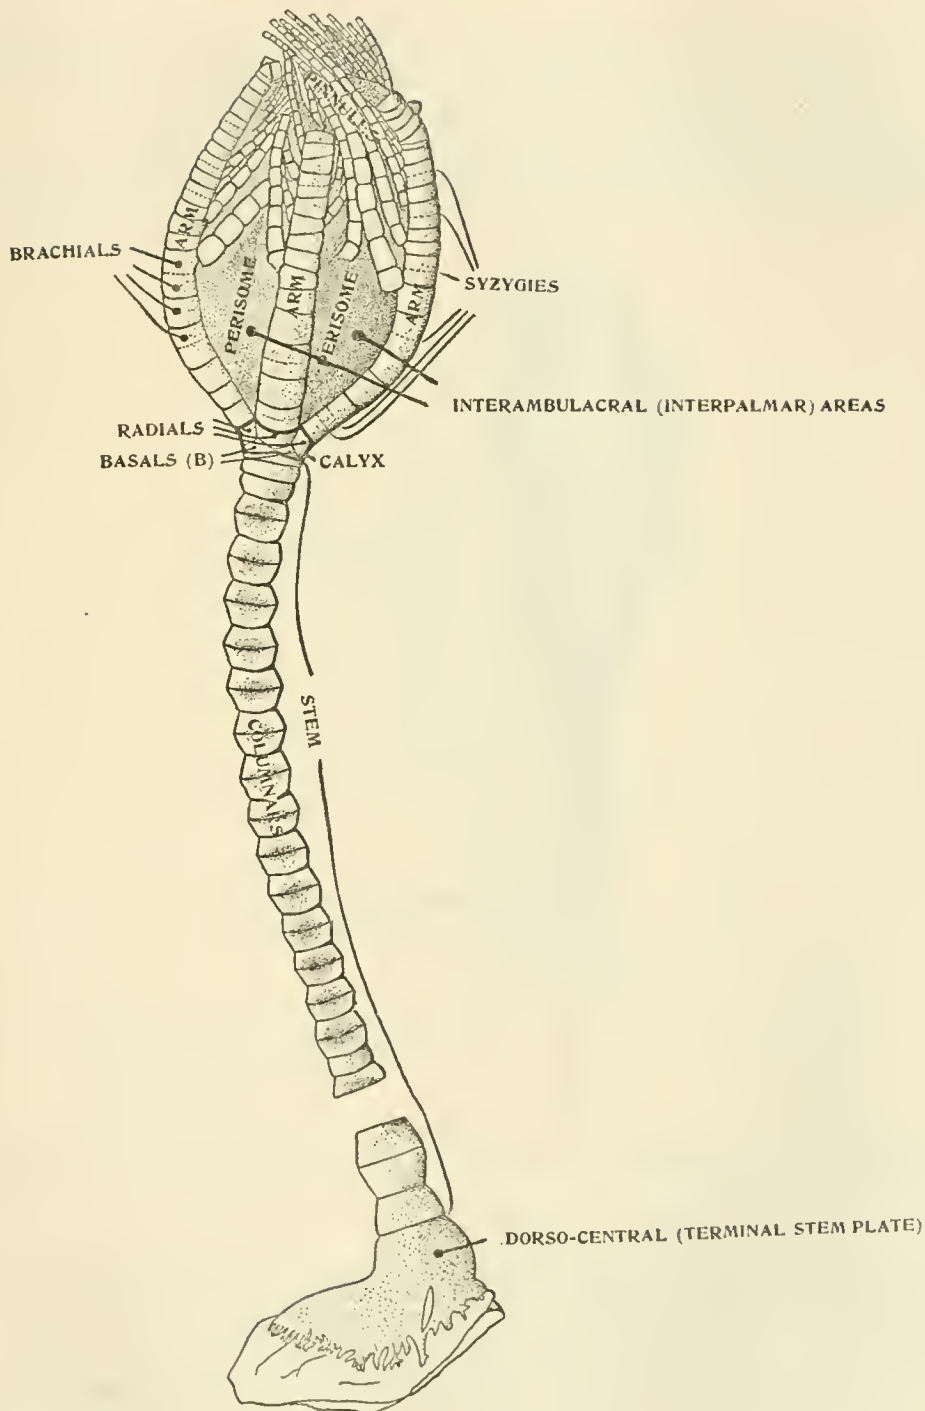 PINNULES
ARM
BRACHIALS
SYZYGIES
PERISOME
ARM
PERISOME
ARM
INTERAMBULACRAL (INTERPALMAR) AREAS
RADIALS
BASALS (B)
CALYX
STEM
COLUMNALS
DORSO-CENTRAL (TERMINAL STEM PLATE)